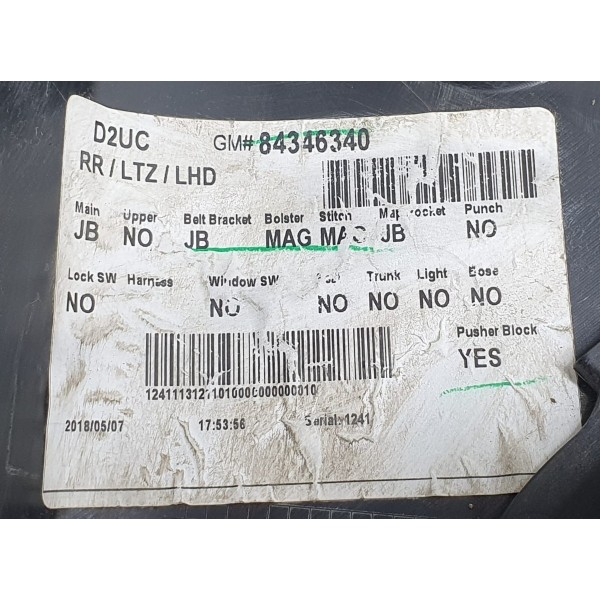 D2UC GM# 84346340
RR / LTZ / LHD
Main Upper Belt Bracket Bolster Stitch Map Pocket Punch
JB NO JB MAG MAG JB NO
Lock SW Harness Window SW Trunk Light Bose
NO NO NO NO NO NO
Pusher Block
YES
2018/05/07 17:53:56 Serial: 1241